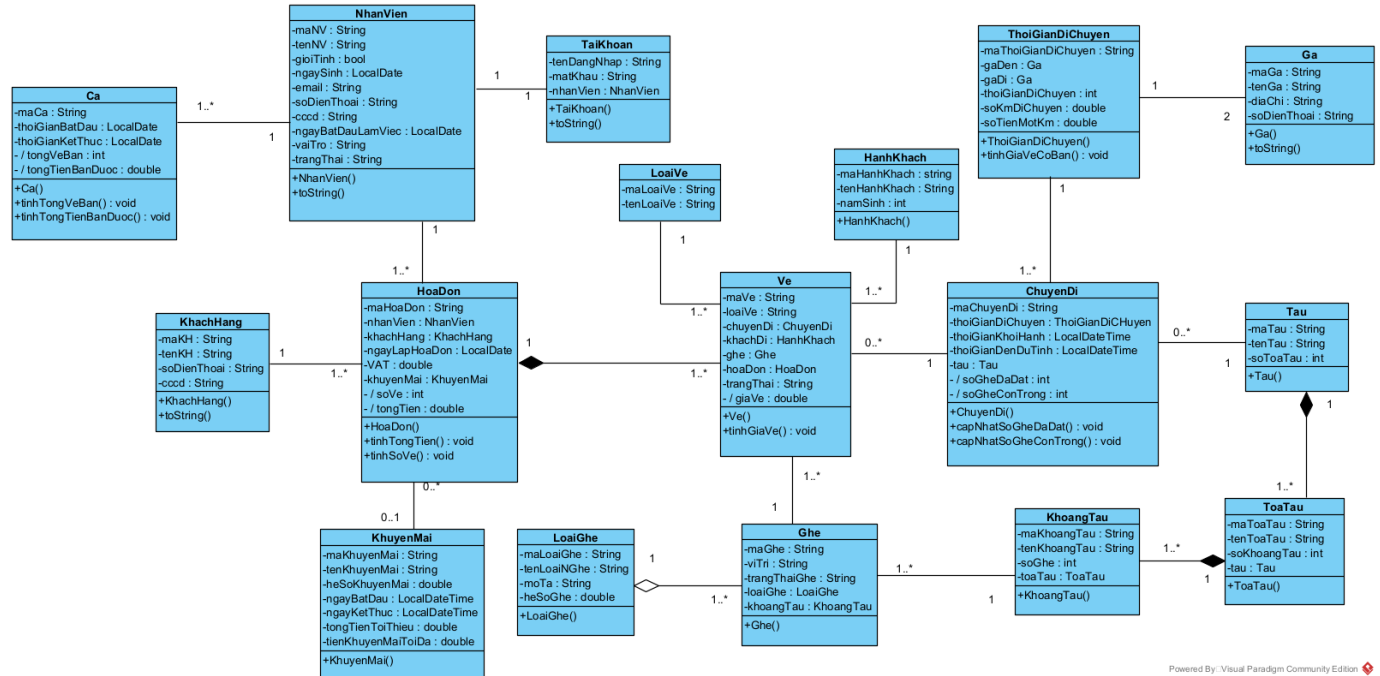 NhanVien
-maNV : String
-tenNV : String
-gioiTinh : bool
-ngaySinh : LocalDate
-email : String
-soDienThoai : String
-cccd : String
-ngayBatDauLamViec : LocalDate
-vaiTro : String
-trangThai : String
+NhanVien()
+toString()
TaiKhoan
-tenDangNhap : String
-matKhau : String
-nhanVien : NhanVien
+TaiKhoan()
+toString()
1
1
Ca
-maCa : String
-thoiGianBatDau : LocalDate
-thoiGianKetThuc : LocalDate
- / tongVeBan : int
- / tongTienBanDuoc : double
+Ca()
+tinhTongVeBan() : void
+tinhTongTienBanDuoc() : void
1..*
1
ThoiGianDiChuyen
-maThoiGianDiChuyen : String
-gaDen : Ga
-gaDi : Ga
-thoiGianDiChuyen : int
-soKmDiChuyen : double
-soTienMotKm : double
+ThoiGianDiChuyen()
+tinhGiaVeCoBan() : void
Ga
-maGa : String
-tenGa : String
-diaChi : String
-soDienThoai : String
+Ga()
+toString()
1
2
LoaiVe
-maLoaiVe : String
-tenLoaiVe : String
1
1..*
HanhKhach
-maHanhKhach : string
-tenHanhKhach : String
-namSinh : int
+HanhKhach()
1
1..*
1
1..*
1
1..*
HoaDon
-maHoaDon : String
-nhanVien : NhanVien
-khachHang : KhachHang
-ngayLapHoaDon : LocalDate
-VAT : double
-khuyenMai : KhuyenMai
- / soVe : int
- / tongTien : double
+HoaDon()
+tinhTongTien() : void
+tinhSoVe() : void
KhachHang
-maKH : String
-tenKH : String
-soDienThoai : String
-cccd : String
+KhachHang()
+toString()
1
1..*
1
1..*
Ve
-maVe : String
-loaiVe : String
-chuyenDi : ChuyenDi
-khachDi : HanhKhach
-ghe : Ghe
-hoaDon : HoaDon
-trangThai : String
- / giaVe : double
+Ve()
+tinhGiaVe() : void
0..*
1
ChuyenDi
-maChuyenDi : String
-thoiGianDiChuyen : ThoiGianDiCHuyen
-thoiGianKhoiHanh : LocalDateTime
-thoiGianDenDuTinh : LocalDateTime
-tau : Tau
- / soGheDaDat : int
- / soGheConTrong : int
+ChuyenDi()
+capNhatSoGheDaDat() : void
+capNhatSoGheConTrong() : void
0..*
1
Tau
-maTau : String
-tenTau : String
-soToaTau : int
+Tau()
1
1..*
0..*
0..1
1..*
1
KhuyenMai
-maKhuyenMai : String
-tenKhuyenMai : String
-heSoKhuyenMai : double
-ngayBatDau : LocalDateTime
-ngayKetThuc : LocalDateTime
-tongTienToiThieu : double
-tienKhuyenMaiToiDa : double
+KhuyenMai()
LoaiGhe
-maLoaiGhe : String
-tenLoaiNGhe : String
-moTa : String
-heSoGhe : double
+LoaiGhe()
1
1..*
Ghe
-maGhe : String
-viTri : String
-trangThaiGhe : String
-loaiGhe : LoaiGhe
-khoangTau : KhoangTau
+Ghe()
1..*
1
KhoangTau
-maKhoangTau : String
-tenKhoangTau : String
-soGhe : int
-toaTau : ToaTau
+KhoangTau()
1..*
1
ToaTau
-maToaTau : String
-tenToaTau : String
-soKhoangTau : int
-tau : Tau
+ToaTau()
Powered By: Visual Paradigm Community Edition